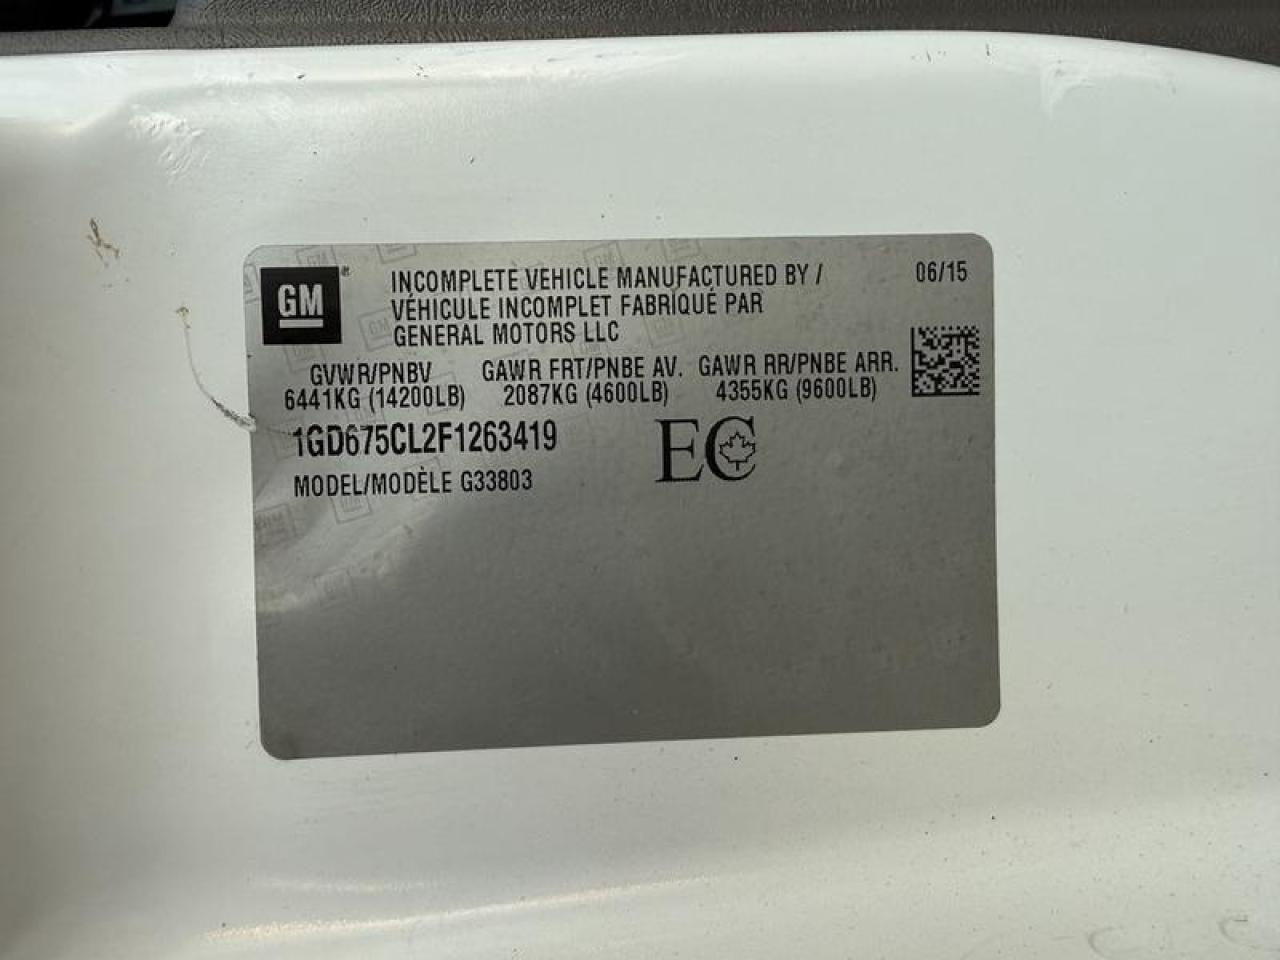 GM®
INCOMPLETE VEHICLE MANUFACTURED BY / 06/15
VÉHICULE INCOMPLET FABRIQUÉ PAR
GENERAL MOTORS LLC
GVWR/PNBV GAWR FRT/PNBE AV. GAWR RR/PNBE ARR.
6441KG (14200LB) 2087KG (4600LB) 4355KG (9600LB)
1GD675CL2F1263419 EC
MODEL/MODÈLE G33803